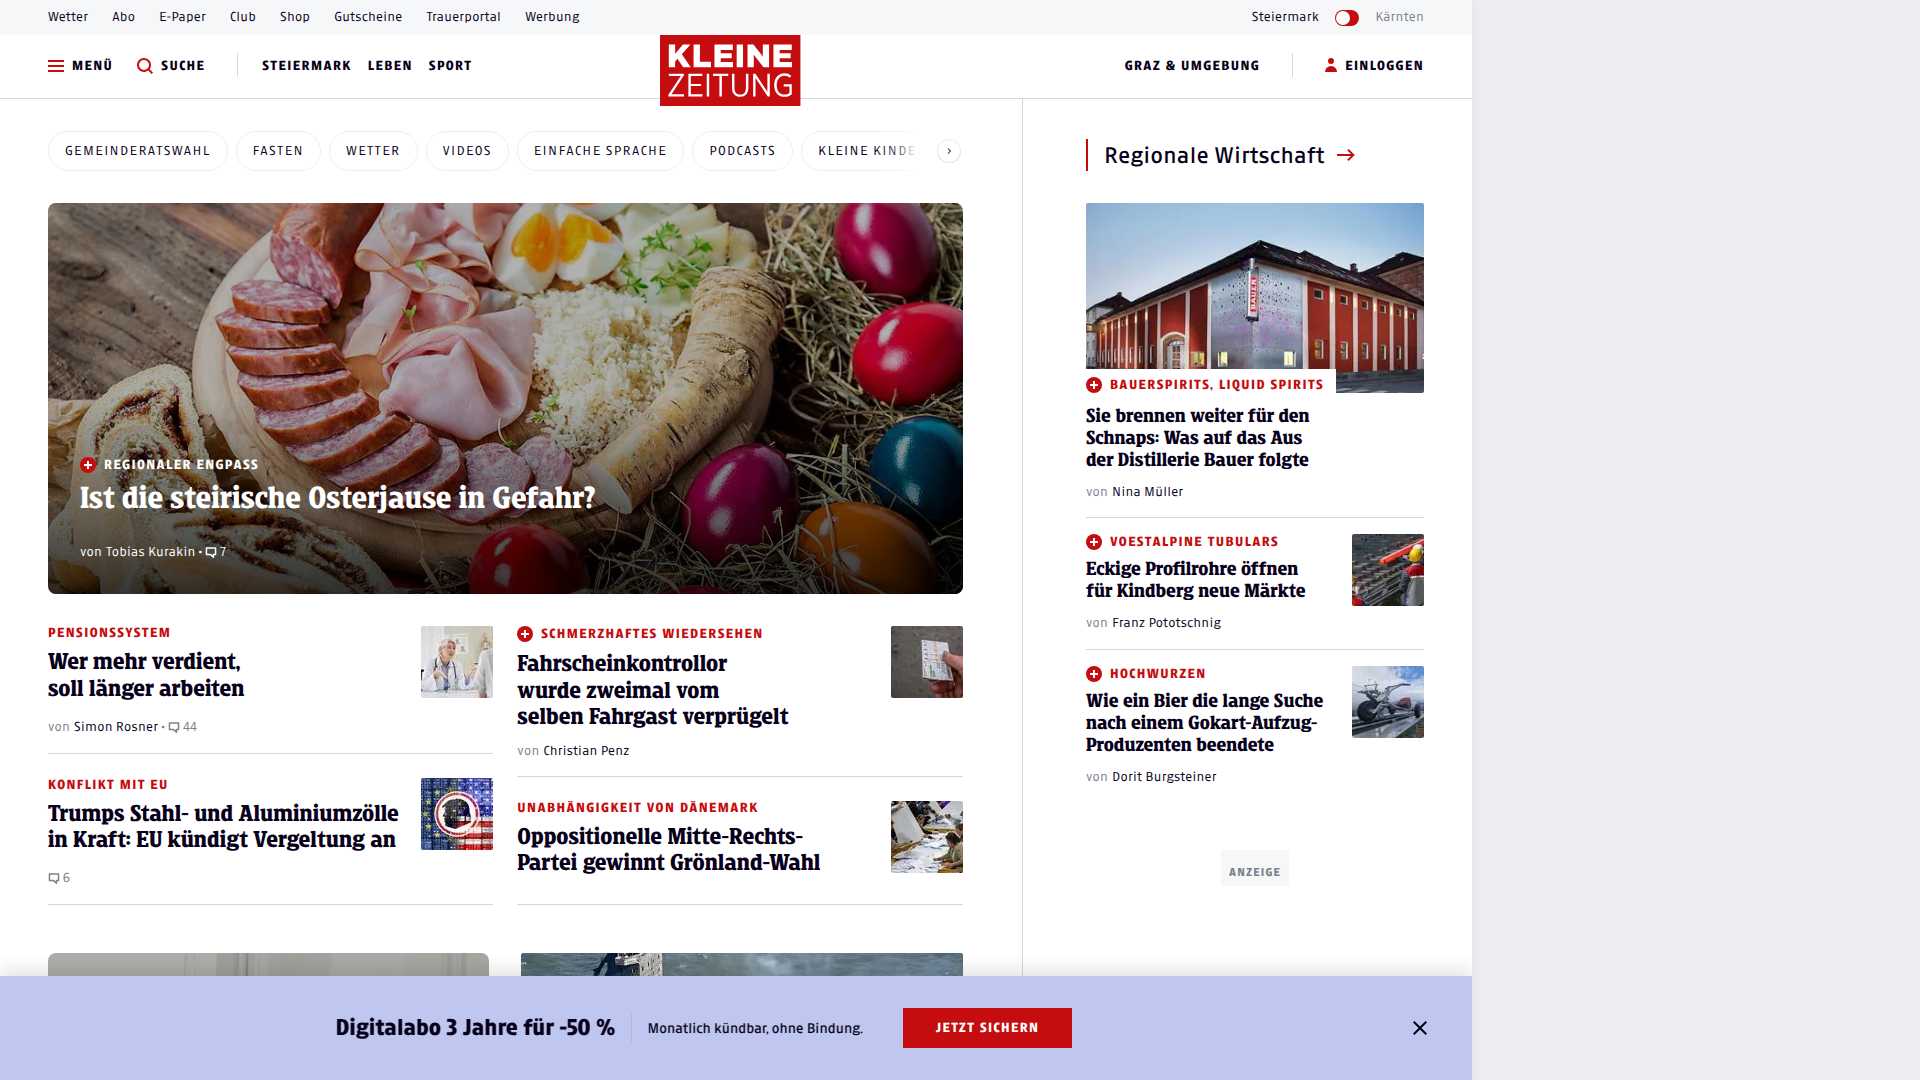 Wetter
Abo
E-Paper
Club
Shop
Gutscheine
Trauerportal
Werbung
Steiermark
Kärnten
MENÜ
SUCHE
STEIERMARK
LEBEN
SPORT
KLEINE
ZEITUNG
GRAZ & UMGEBUNG
EINLOGGEN
GEMEINDERATSWAHL
FASTEN
WETTER
VIDEOS
EINFACHE SPRACHE
PODCASTS
KLEINE KINDE
REGIONALER ENGPASS
Ist die steirische Osterjause in Gefahr?
von Tobias Kurakin • 7
PENSIONSSYSTEM
Wer mehr verdient,
soll länger arbeiten
von Simon Rosner • 44
KONFLIKT MIT EU
Trumps Stahl- und Aluminiumzölle
in Kraft: EU kündigt Vergeltung an
6
SCHMERZHAFTES WIEDERSEHEN
Fahrscheinkontrollor
wurde zweimal vom
selben Fahrgast verprügelt
von Christian Penz
UNABHÄNGIGKEIT VON DÄNEMARK
Oppositionelle Mitte-Rechts-
Partei gewinnt Grönland-Wahl
Regionale Wirtschaft
BAUER
BAUERSPIRITS, LIQUID SPIRITS
Sie brennen weiter für den
Schnaps: Was auf das Aus
der Distillerie Bauer folgte
von Nina Müller
VOESTALPINE TUBULARS
Eckige Profilrohre öffnen
für Kindberg neue Märkte
von Franz Pototschnig
HOCHWURZEN
Wie ein Bier die lange Suche
nach einem Gokart-Aufzug-
Produzenten beendete
von Dorit Burgsteiner
ANZEIGE
Digitalabo 3 Jahre für -50 %
Monatlich kündbar, ohne Bindung.
JETZT SICHERN